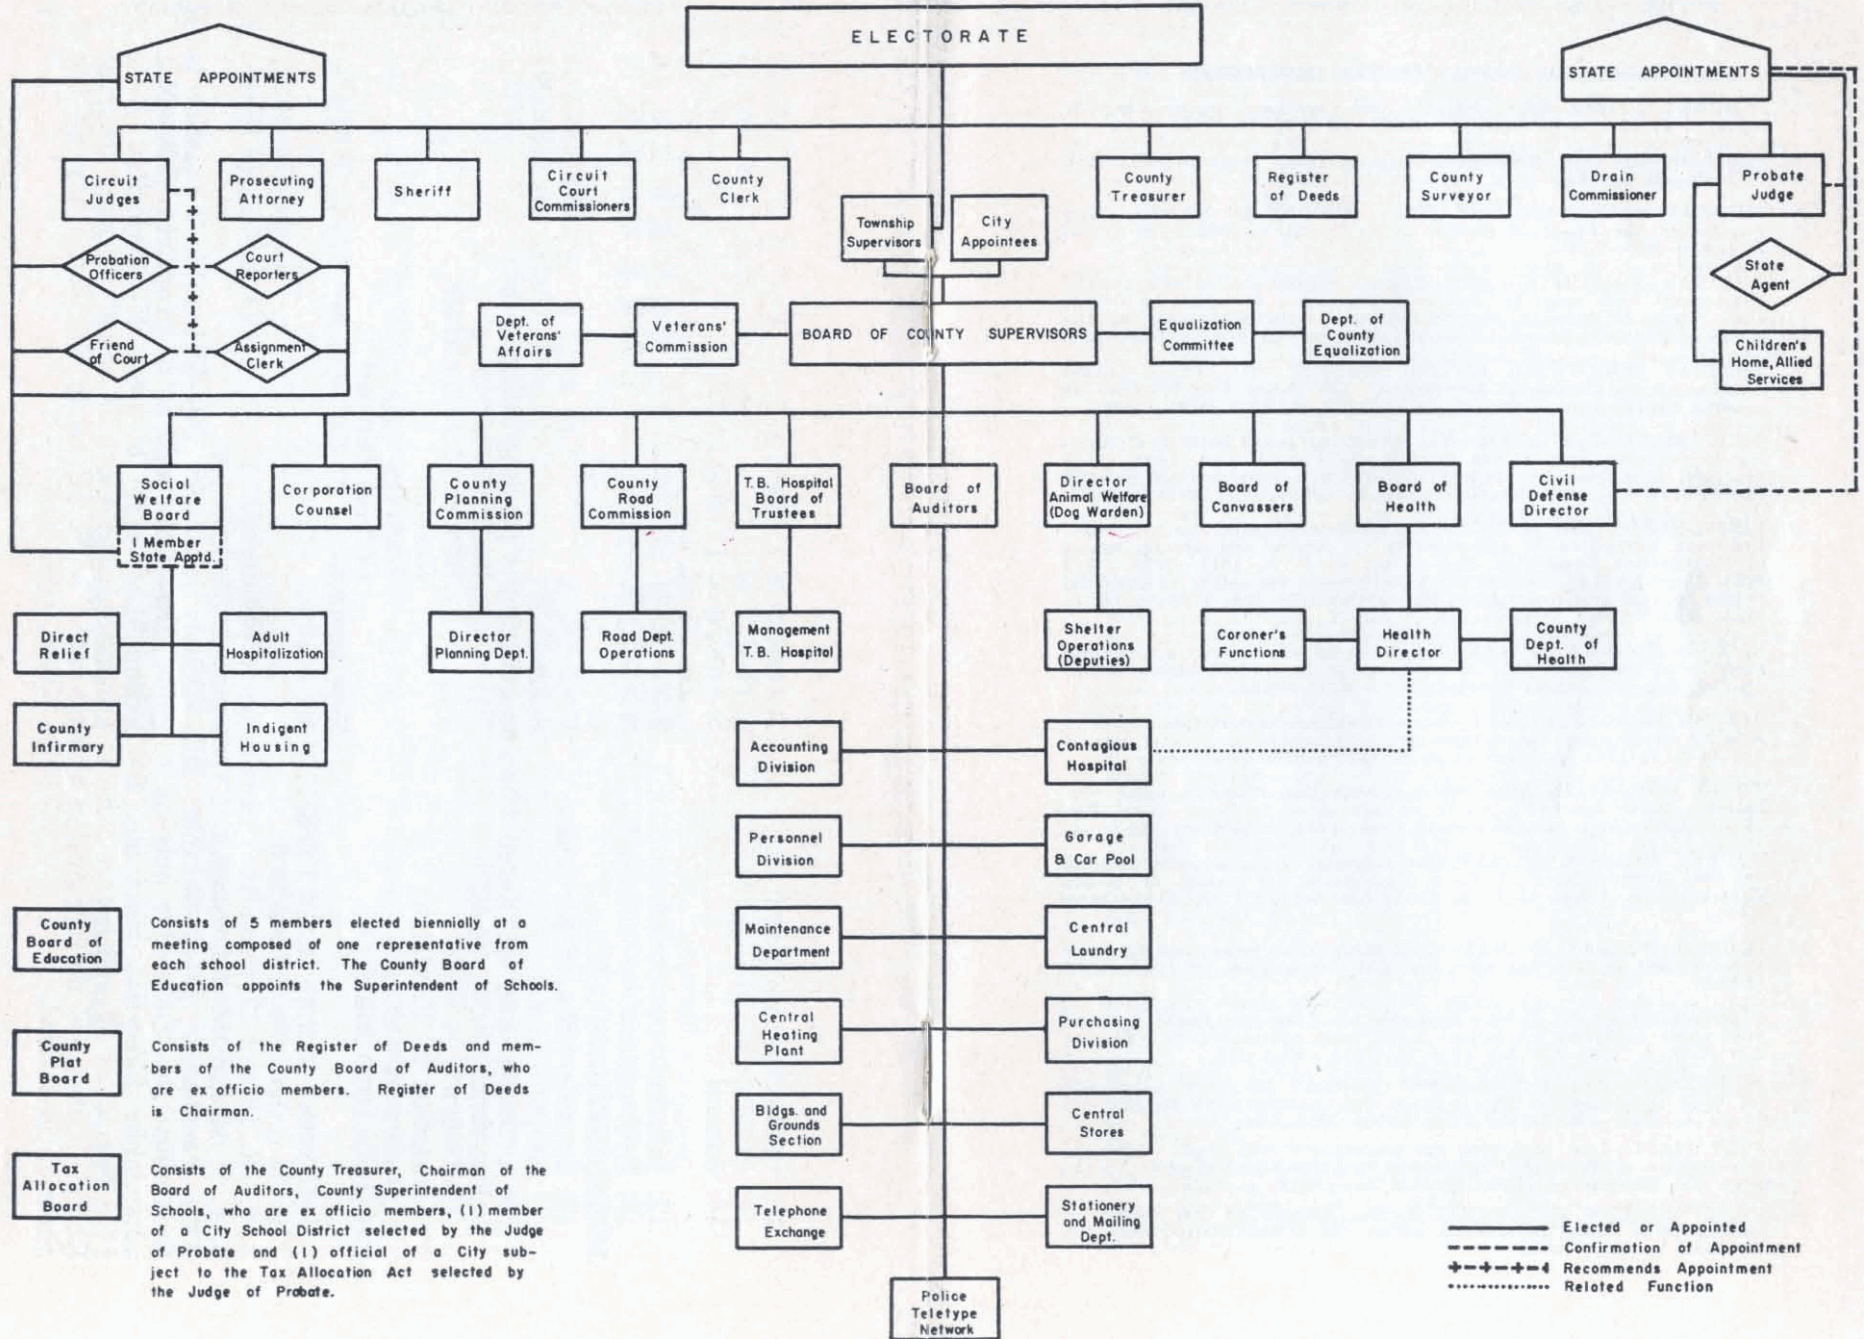 ELECTORATE
STATE APPOINTMENTS
STATE APPOINTMENTS
Circuit
Judges
Prosecuting
Attorney
Sheriff
Circuit
Court
Commissioners
County
Clerk
County
Treasurer
Register
of Deeds
County
Surveyor
Drain
Commissioner
Probate
Judge
Township
Supervisors
City
Appointees
Probation
Officers
Court
Reporters
State
Agent
Friend
of Court
Assignment
Clerk
Dept. of
Veterans'
Affairs
Veterans'
Commission
BOARD OF COUNTY SUPERVISORS
Equalization
Committee
Dept. of
County
Equalization
Children's
Home, Allied
Services
Social
Welfare
Board
1 Member
State Apptd.
Corporation
Counsel
County
Planning
Commission
County
Road
Commission
T.B. Hospital
Board of
Trustees
Board of
Auditors
Director
Animal Welfare
(Dog Warden)
Board of
Canvassers
Board of
Health
Civil
Defense
Director
Direct
Relief
Adult
Hospitalization
Director
Planning Dept.
Road Dept.
Operations
Management
T.B. Hospital
Shelter
Operations
(Deputies)
Coroner's
Functions
Health
Director
County
Dept. of
Health
County
Infirmary
Indigent
Housing
Accounting
Division
Contagious
Hospital
Personnel
Division
Garage
& Car Pool
Maintenance
Department
Central
Laundry
Central
Heating
Plant
Purchasing
Division
Bldgs. and
Grounds
Section
Central
Stores
Telephone
Exchange
Stationery
and Mailing
Dept.
Police
Teletype
Network
County
Board of
Education
Consists of 5 members elected biennially at a
meeting composed of one representative from
each school district. The County Board of
Education appoints the Superintendent of Schools.
County
Plat
Board
Consists of the Register of Deeds and mem-
bers of the County Board of Auditors, who
are ex officio members. Register of Deeds
is Chairman.
Tax
Allocation
Board
Consists of the County Treasurer, Chairman of the
Board of Auditors, County Superintendent of
Schools, who are ex officio members, (1) member
of a City School District selected by the Judge
of Probate and (1) official of a City sub-
ject to the Tax Allocation Act selected by
the Judge of Probate.
Elected or Appointed
Confirmation of Appointment
Recommends Appointment
Related Function